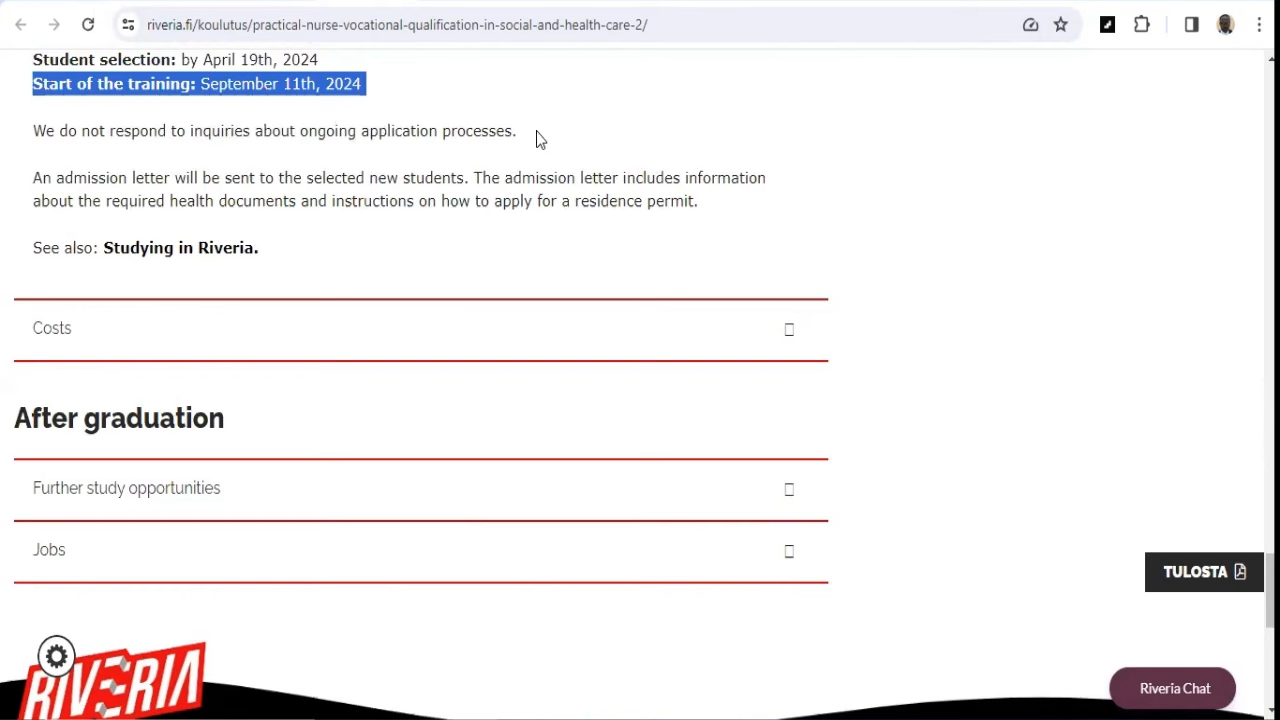 riveria.fi/koulutus/practical-nurse-vocational-qualification-in-social-and-health-care-2/
Student selection: by April 19th, 2024
Start of the training: September 11th, 2024
We do not respond to inquiries about ongoing application processes.
An admission letter will be sent to the selected new students. The admission letter includes information
about the required health documents and instructions on how to apply for a residence permit.
See also: Studying in Riveria.
Costs
After graduation
Further study opportunities
Jobs
TULOSTA
RIVERIA
Riveria Chat